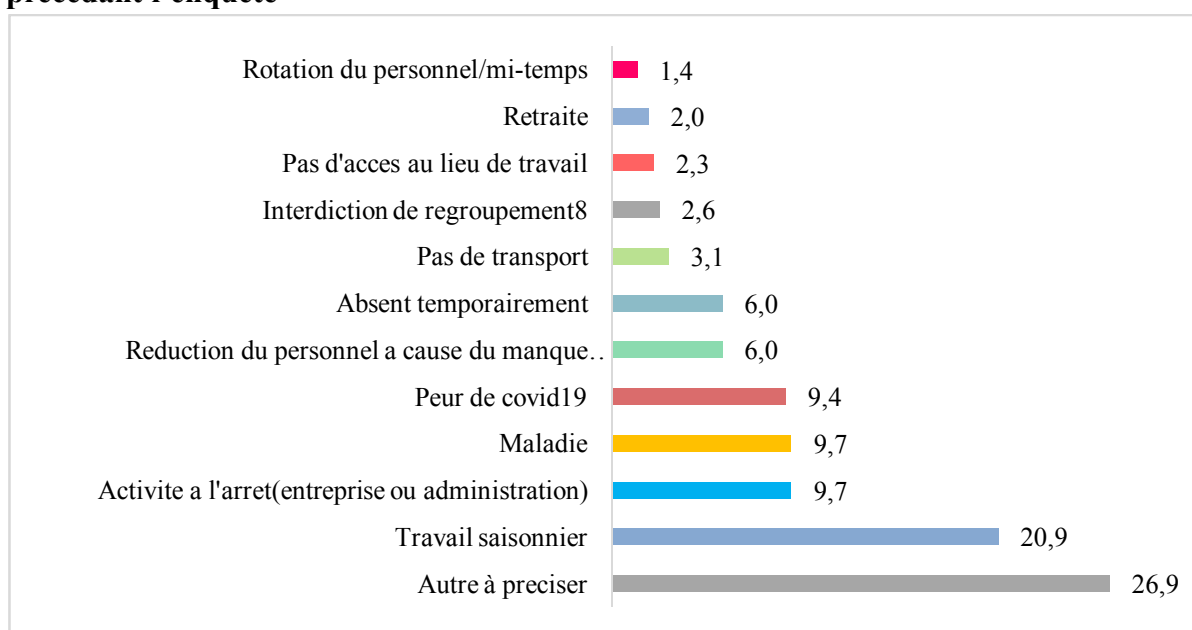 précédant l'enquête
Rotation du personnel/mi-temps 1,4
Retraite 2,0
Pas d'acces au lieu de travail 2,3
Interdiction de regroupement8 2,6
Pas de transport 3,1
Absent temporairement 6,0
Reduction du personnel a cause du manque.. 6,0
Peur de covid19 9,4
Maladie 9,7
Activite a l'arret(entreprise ou administration) 9,7
Travail saisonnier 20,9
Autre à preciser 26,9